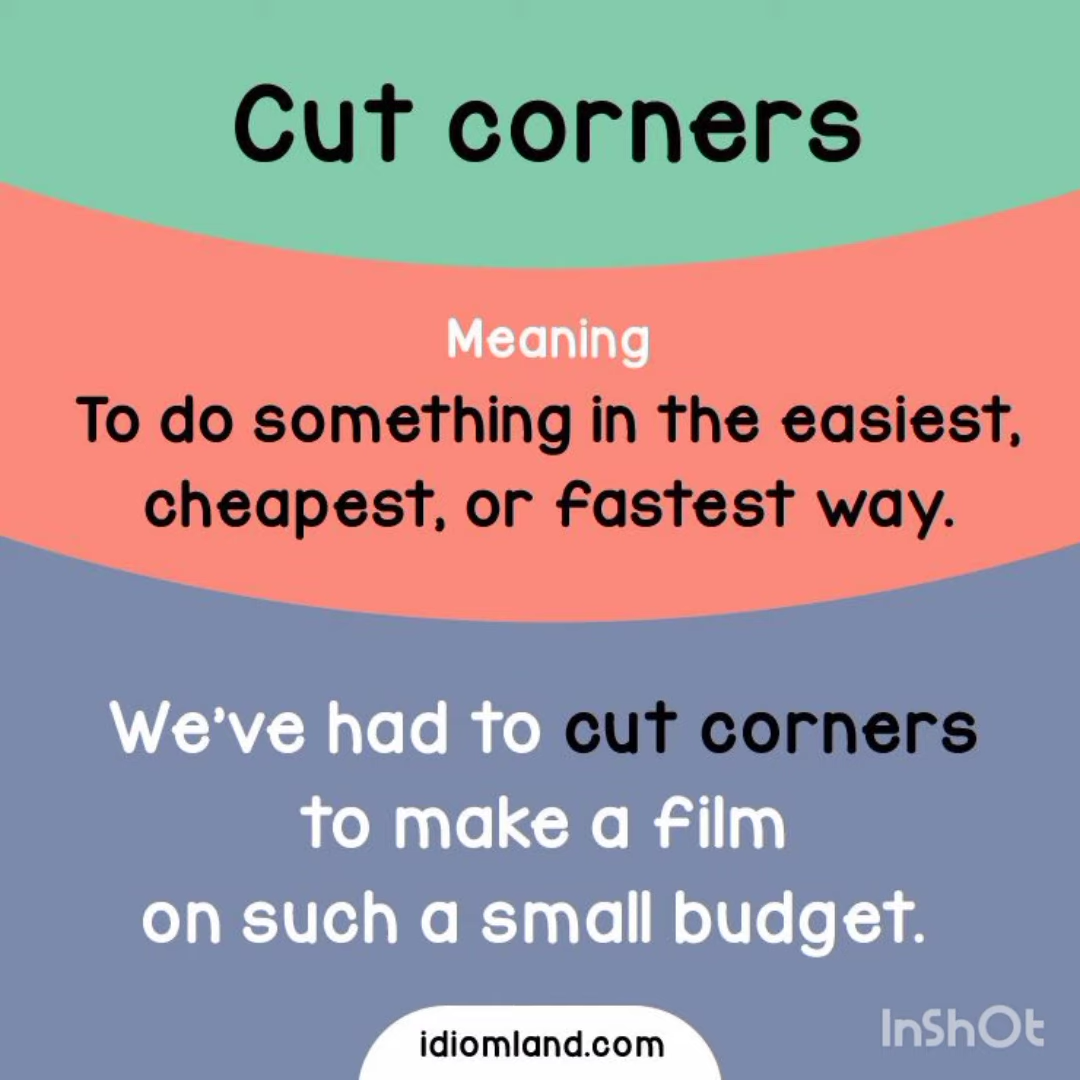 Cut corners
Meaning
To do something in the easiest,
cheapest, or fastest way.
We've had to cut corners
to make a film
on such a small budget.
idiomland.com
InShOt